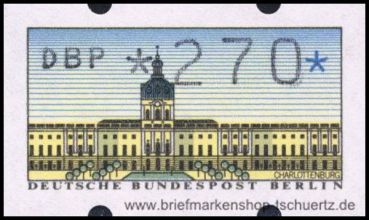 DBP *270*
CHARLOTTENBURG
DEUTSCHE BUNDESPOST BERLIN
www.briefmarkenshop-tschuertz.de